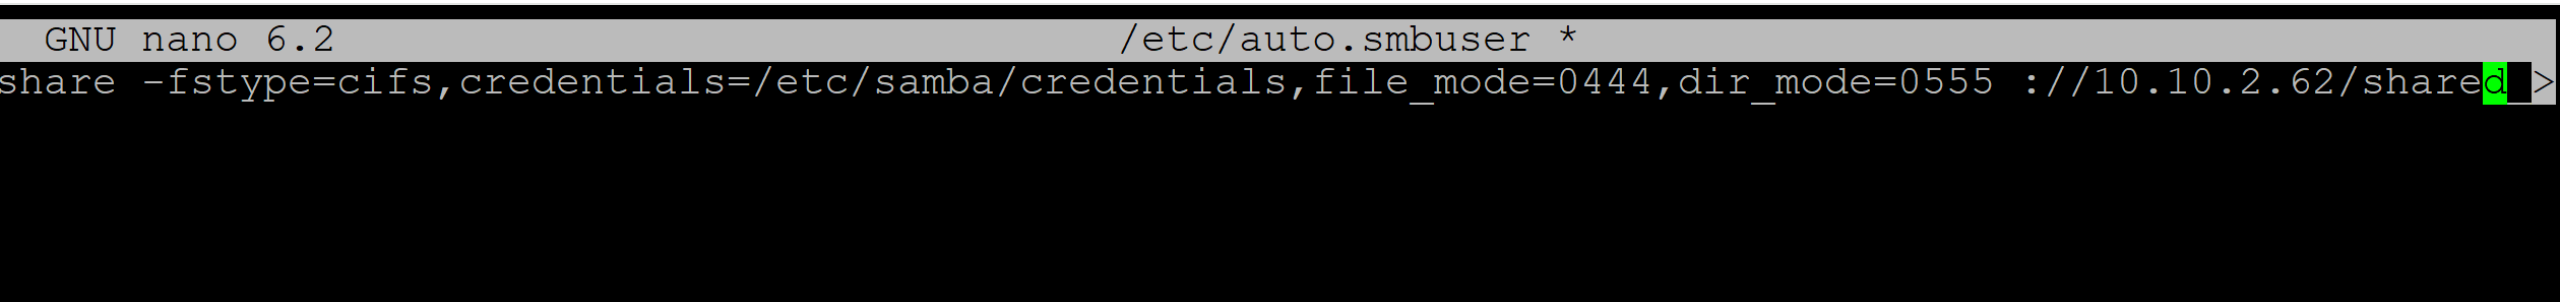 GNU nano 6.2 /etc/auto.smbuser *
share -fstype=cifs,credentials=/etc/samba/credentials,file_mode=0444,dir_mode=0555 ://10.10.2.62/shared_>